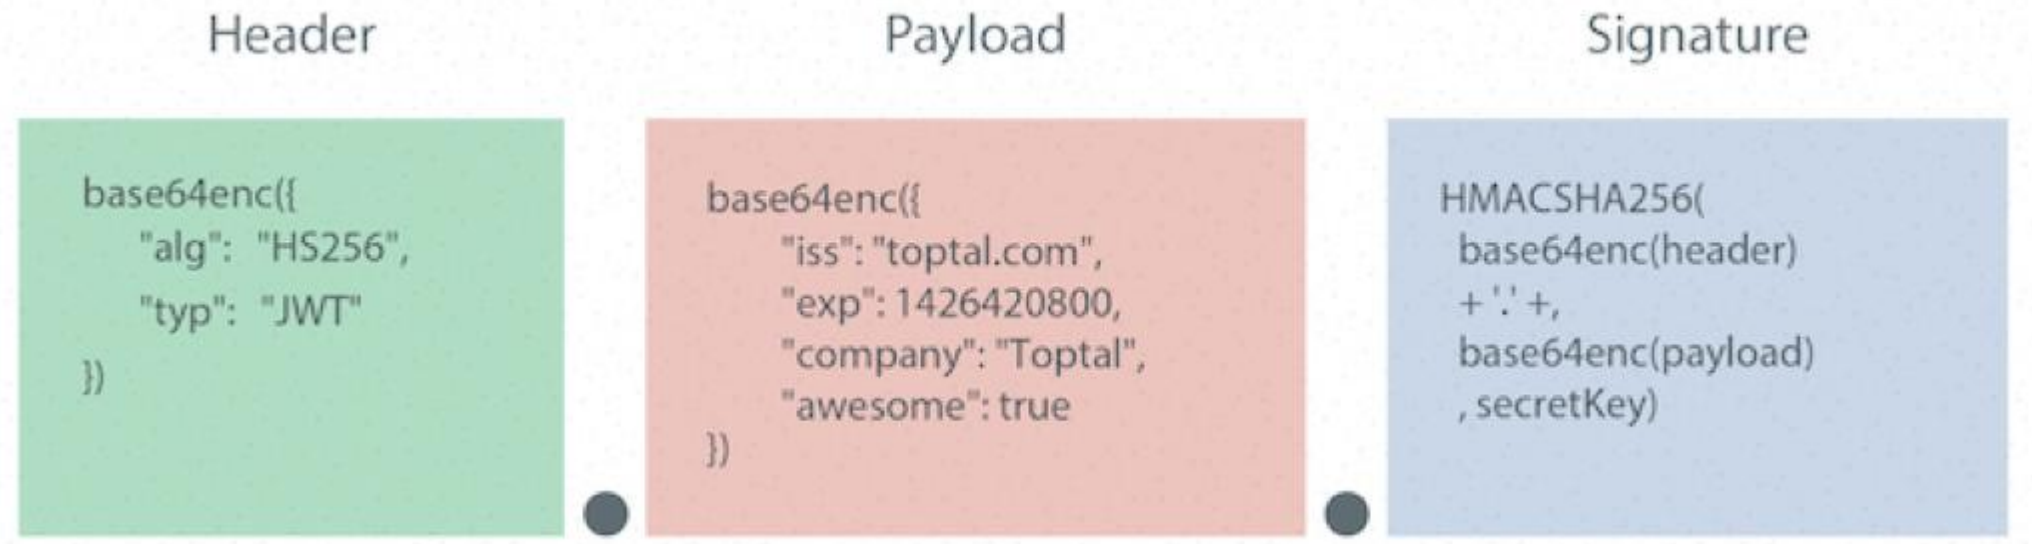 Header
base64enc({
"alg": "HS256",
"typ": "JWT"
})
Payload
base64enc({
"iss": "toptal.com",
"exp": 1426420800,
"company": "Toptal",
"awesome": true
})
Signature
HMACSHA256(
base64enc(header)
+ '.' +,
base64enc(payload)
, secretKey)